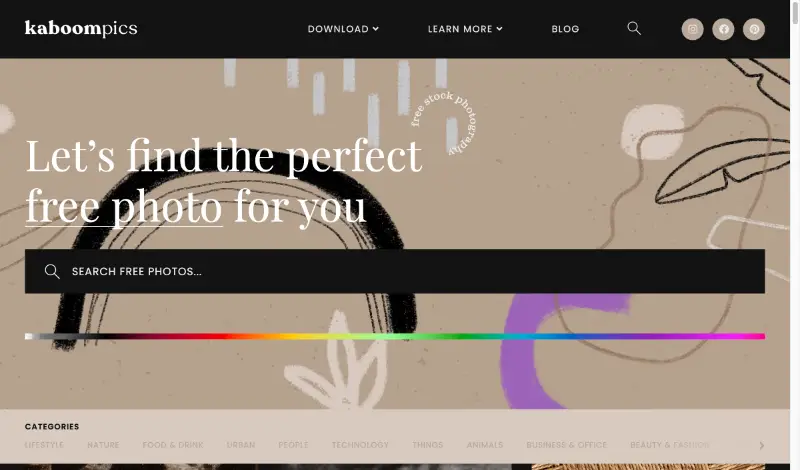 kaboompics
DOWNLOAD
LEARN MORE
BLOG
free stock photography
Let's find the perfect
free photo for you
SEARCH FREE PHOTOS...
CATEGORIES
LIFESTYLE NATURE FOOD & DRINK URBAN PEOPLE TECHNOLOGY THINGS ANIMALS BUSINESS & OFFICE BEAUTY & FASHION